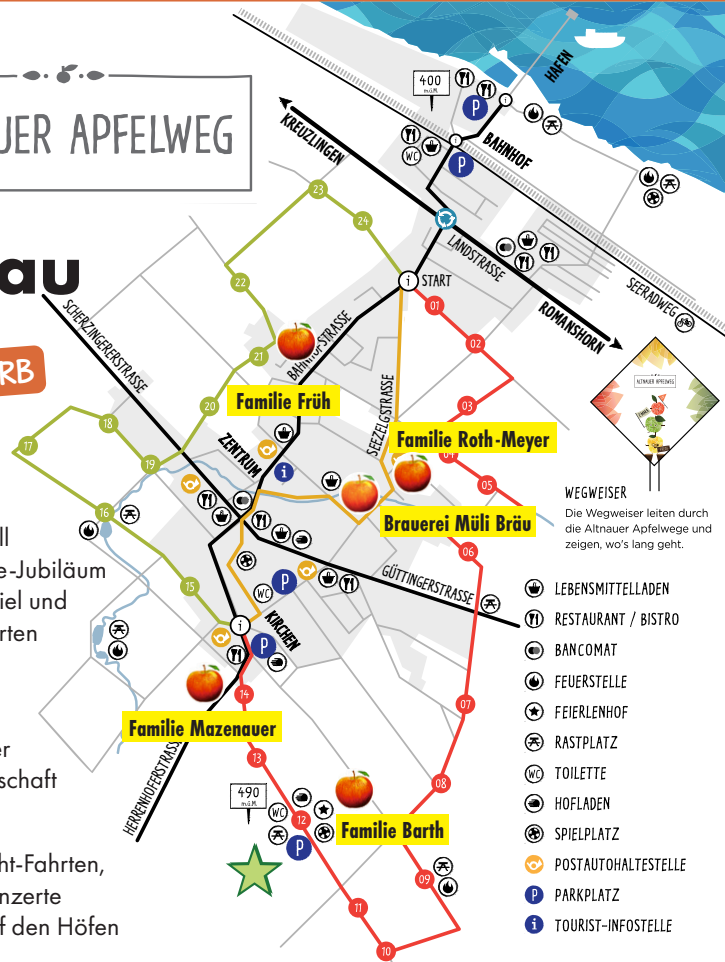 HAFEN
400
m.ü.M.
i
P
KREUZLINGEN
WC
i
BAHNHOF
P
UER APFELWEG
23
24
LANDSTRASSE
SEERADWEG
i START
ROMANSHORN
au
22
01
SCHERZINGERERSTRASSE
02
BAHNHOFSTRASSE
21
RB
ALTNAUER APFELWEG
SEEZELGSTRASSE
Familie Früh
20
03
18
17
ZENTRUM
Familie Roth-Meyer
04
19
i
05
WEGWEISER
Die Wegweiser leiten durch
die Altnauer Apfelwege und
zeigen, wo's lang geht.
16
Brauerei Müli Bräu
ll
06
e-Jubiläum
iel und
rten
15
WC
P
GÜTTINGERSTRASSE
LEBENSMITTELLADEN
RESTAURANT / BISTRO
i
KIRCHEN
P
BANCOMAT
FEUERSTELLE
14
07
FEIERLENHOF
Familie Mazenauer
er
schaft
HERRENHOFERSTRASSE
13
RASTPLATZ
WC TOILETTE
08
490
m.ü.M.
WC
12
HOFLADEN
Familie Barth
SPIELPLATZ
P
ht-Fahrten,
nzerte
f den Höfen
09
POSTAUTOHALTESTELLE
P PARKPLATZ
11
i TOURIST-INFOSTELLE
10